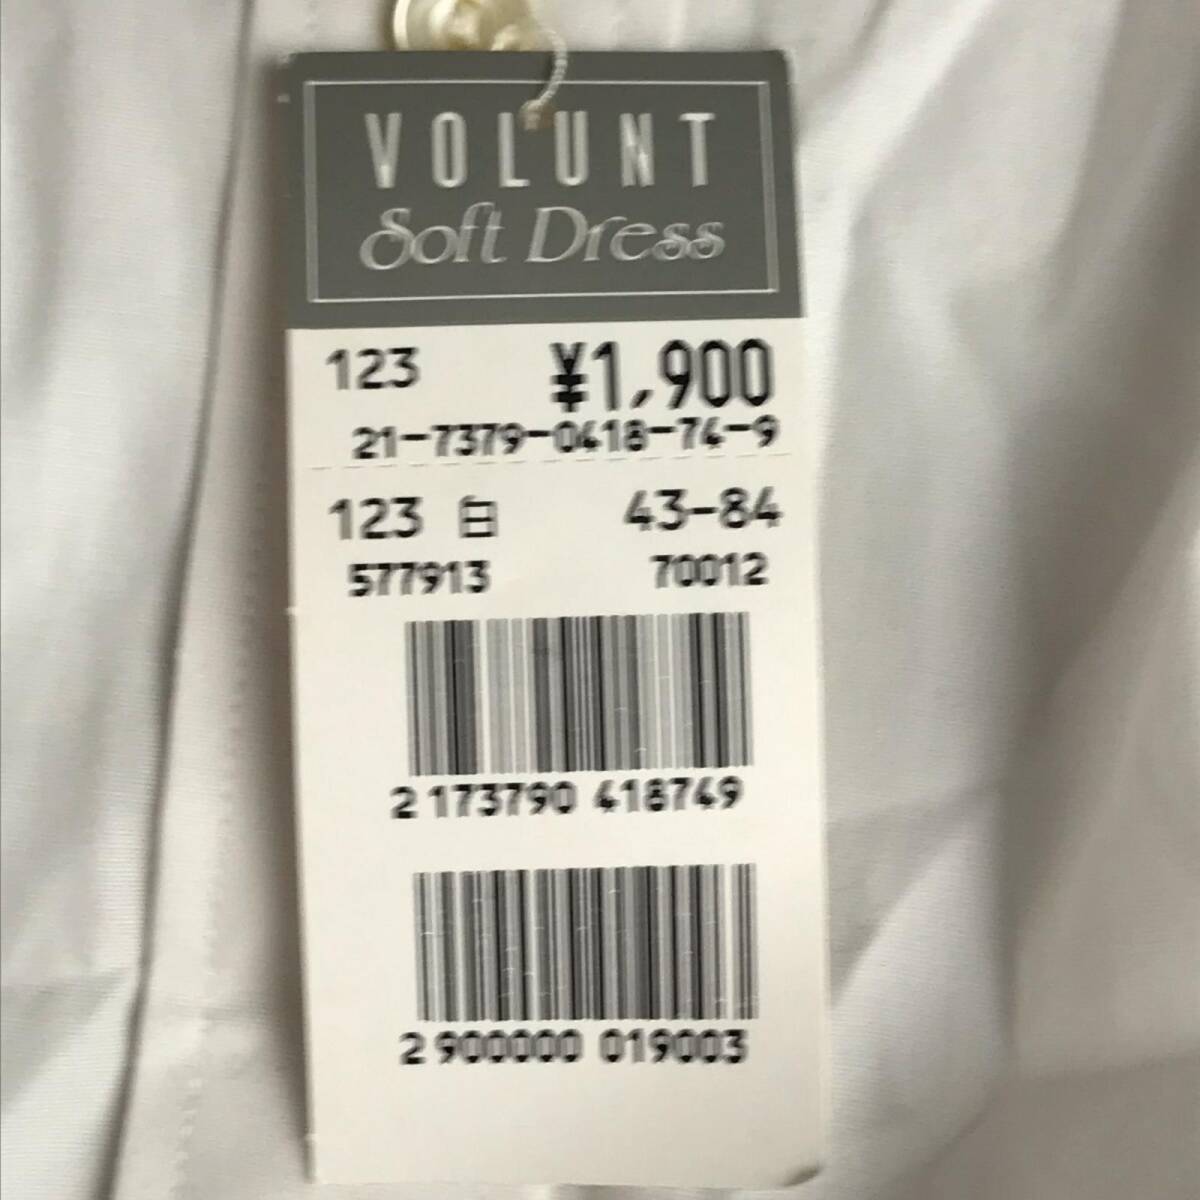 VOLUNT
Soft Dress
123 ¥1,900
21-7379-0418-74-9
123 白 43-84
577913 70012
2 173790 418749
2 900000 019003